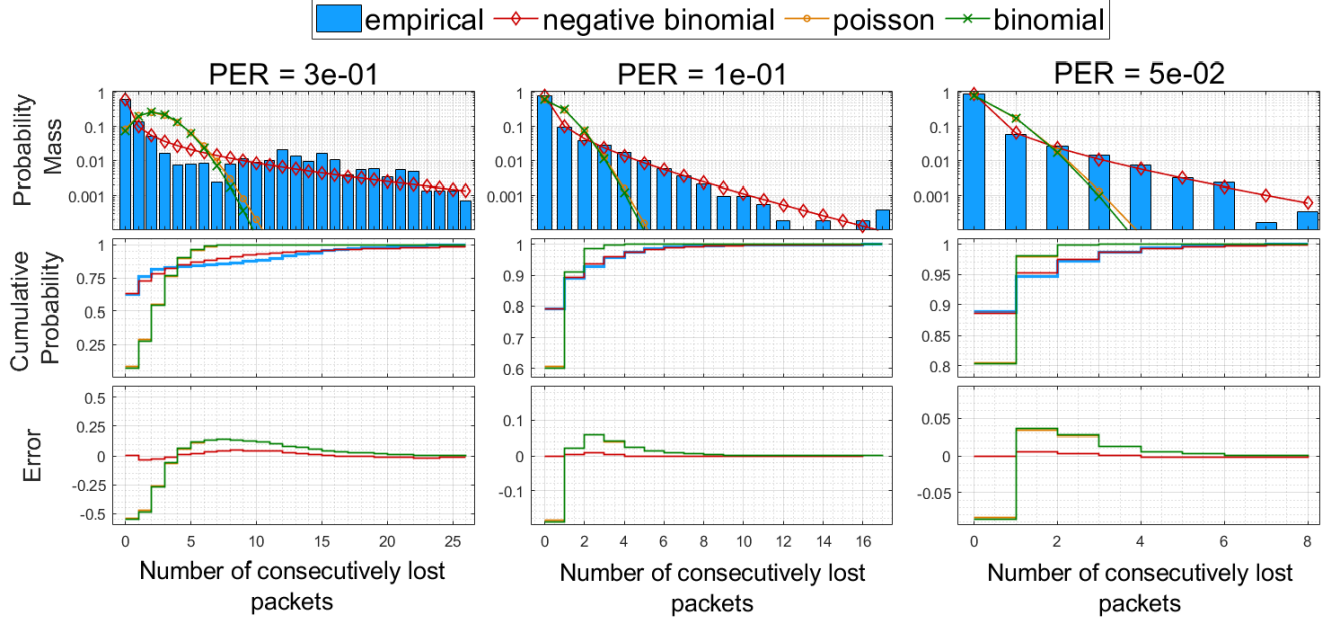 empirical negative binomial poisson binomial
PER = 3e-01 PER = 1e-01 PER = 5e-02
Probability
Mass
1 0.1 0.01 0.001
1 0.1 0.01 0.001
1 0.1 0.01 0.001
Cumulative
Probability
1 0.75 0.5 0.25
1 0.9 0.8 0.7 0.6
1 0.95 0.9 0.85 0.8
Error
0.5 0.25 0 -0.25 -0.5
0.1 0 -0.1
0.05 0 -0.05
0 5 10 15 20 25
0 2 4 6 8 10 12 14 16
0 2 4 6 8
Number of consecutively lost
packets
Number of consecutively lost
packets
Number of consecutively lost
packets